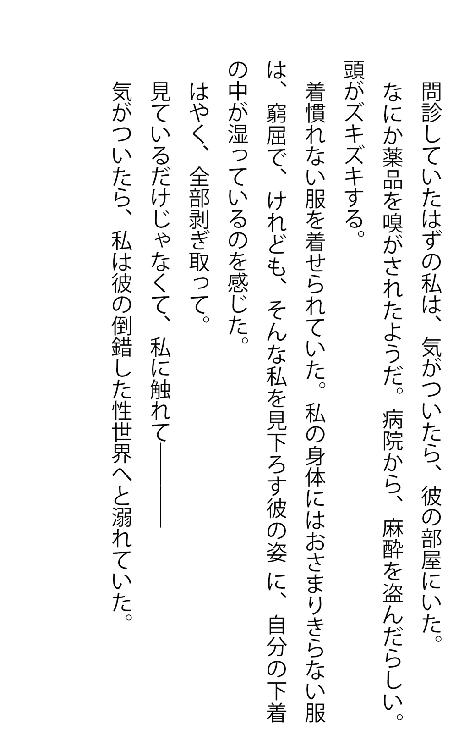 問診していたはずの私は、気がついたら、彼の部屋にいた。
なにか薬品を嗅がされたようだ。病院から、麻酔を盗んだらしい。
頭がズキズキする。
着慣れない服を着せられていた。私の身体にはおさまりきらない服
は、窮屈で、けれども、そんな私を見下ろす彼の姿 に、自分の下着
の中が湿っているのを感じた。
はやく、全部剥ぎ取って。
見ているだけじゃなくて、私に触れて――――
気がついたら、私は彼の倒錯した性世界へと溺れていた。